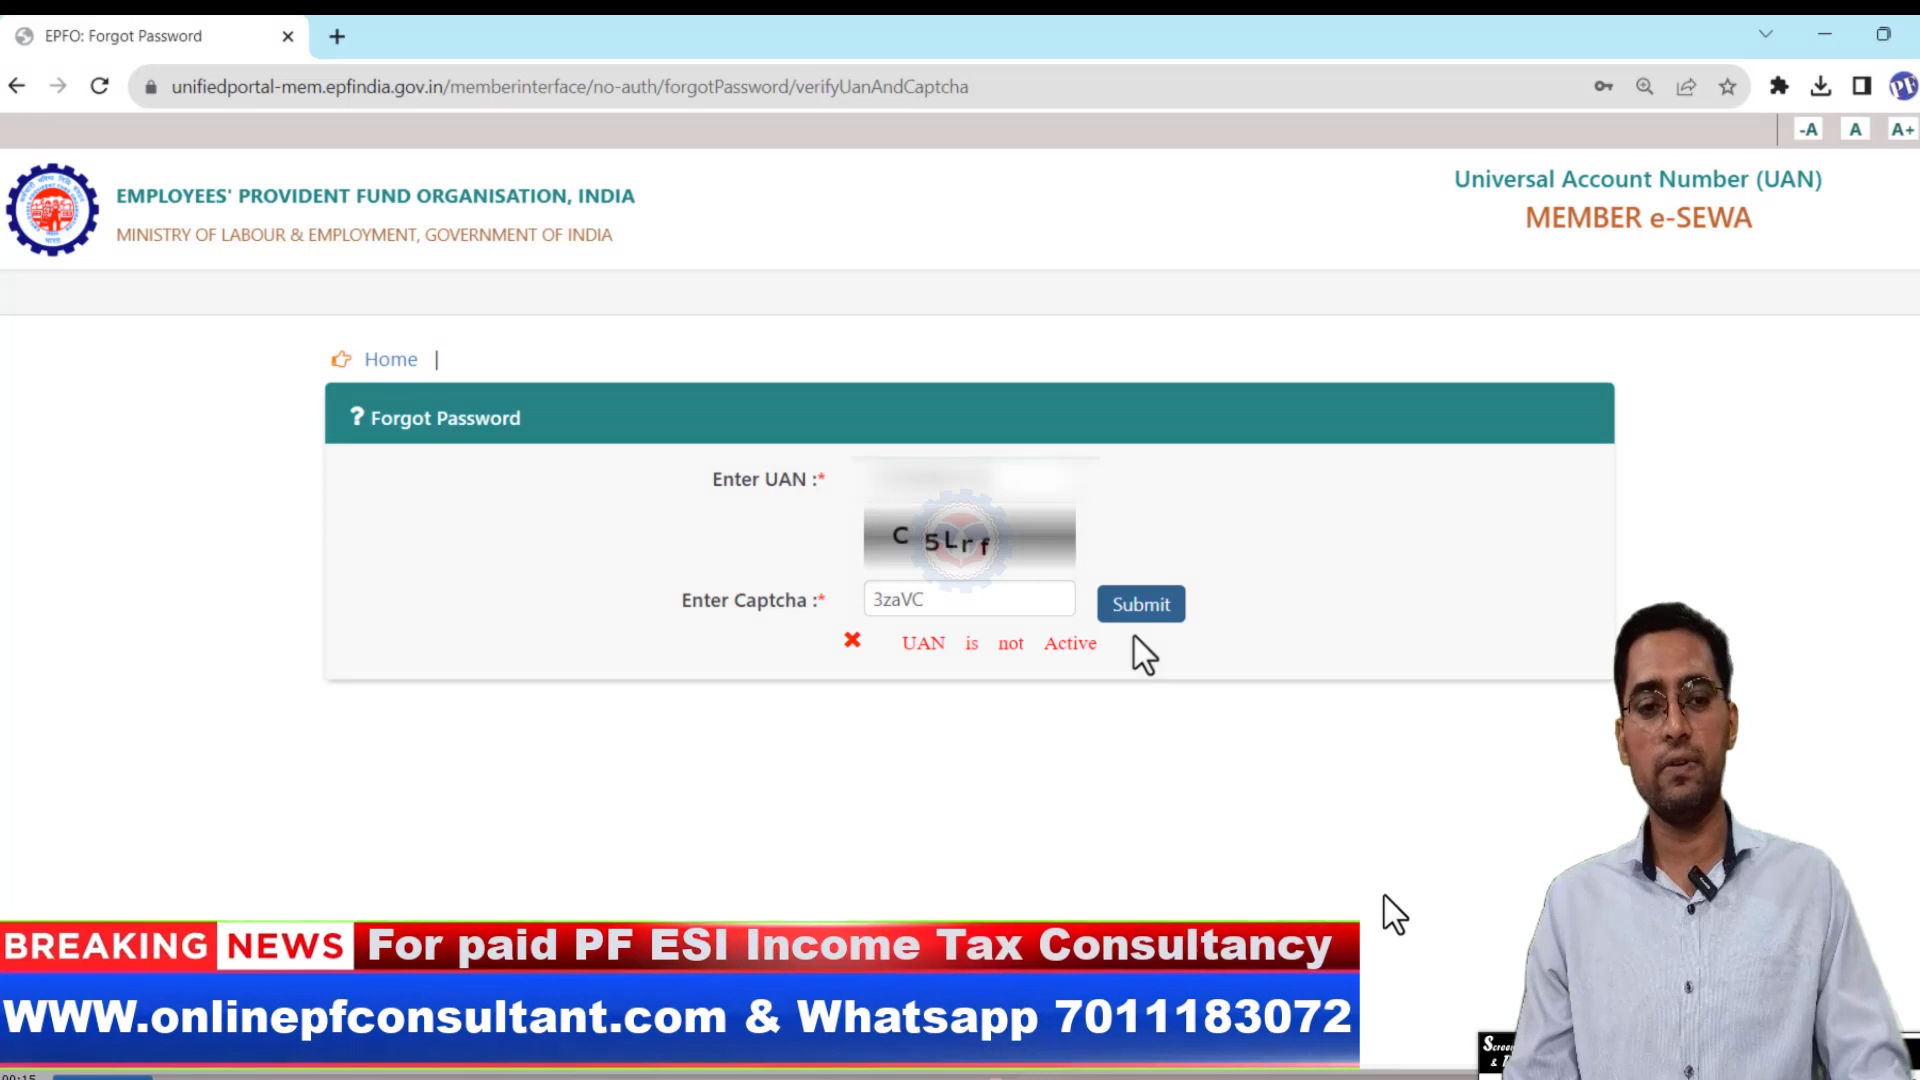 EPFO: Forgot Password
unifiedportal-mem.epfindia.gov.in/memberinterface/no-auth/forgotPassword/verifyUanAndCaptcha
-A A A+
EMPLOYEES' PROVIDENT FUND ORGANISATION, INDIA
MINISTRY OF LABOUR & EMPLOYMENT, GOVERNMENT OF INDIA
Universal Account Number (UAN)
MEMBER e-SEWA
Home |
? Forgot Password
Enter UAN :*
C 5Lrf
Enter Captcha :* 3zaVC Submit
UAN is not Active
BREAKING NEWS For paid PF ESI Income Tax Consultancy
WWW.onlinepfconsultant.com & Whatsapp 7011183072